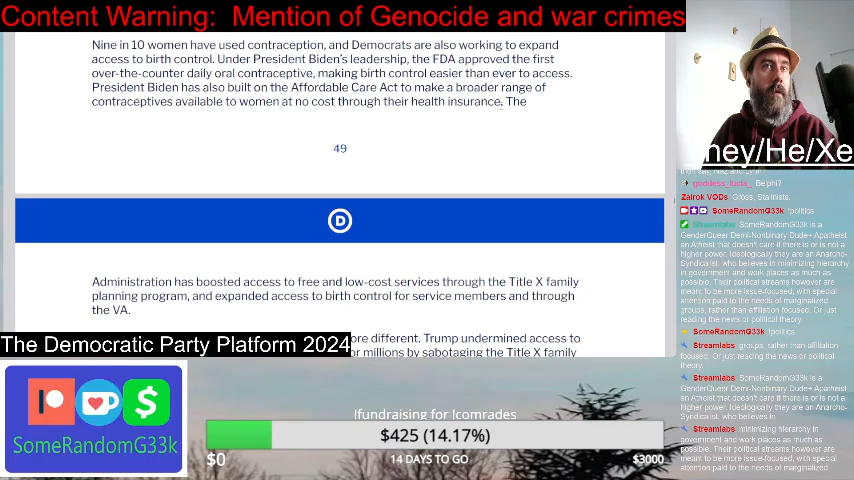 Content Warning: Mention of Genocide and war crimes
Nine in 10 women have used contraception, and Democrats are also working to expand
access to birth control. Under President Biden's leadership, the FDA approved the first
over-the-counter daily oral contraceptive, making birth control easier than ever to access.
President Biden has also built on the Affordable Care Act to make a broader range of
contraceptives available to women at no cost through their health insurance. The
49
D
Administration has boosted access to free and low-cost services through the Title X family
planning program, and expanded access to birth control for service members and through
the VA.
ore different. Trump undermined access to
or millions by sabotaging the Title X family
The Democratic Party Platform 2024
$
SomeRandomG33k
!fundraising for !comrades
$425 (14.17%)
$0
14 DAYS TO GO
$3000
hey/He/Xe
goddess_lucia_: Belphi?
Zalrok VODs: Gross, Stalinists.
SomeRandomG33k: !politics
Streamlabs: SomeRandomG33k is a
GenderQueer Demi-Nonbinary Dude+ Apatheist
an Atheist that doesn't care if there is or is not a
higher power. Ideologically they are an Anarcho-
Syndicalist, who believes in minimizing hierarchy
in government and work places as much as
possible. Their political streams however are
meant to be more issue-focused, with special
attention paid to the needs of marginalized
groups, rather than affiliation focused. Or just
reading the news or political theory.
SomeRandomG33k: !politics
Streamlabs: groups, rather than affiliation
focused. Or just reading the news or political
theory.
Streamlabs: SomeRandomG33k is a
GenderQueer Demi-Nonbinary Dude+ Apatheist
an Atheist that doesn't care if there is or is not a
higher power. Ideologically they are an Anarcho-
Syndicalist, who believes in
Streamlabs: minimizing hierarchy in
government and work places as much as
possible. Their political streams however are
meant to be more issue-focused, with special
attention paid to the needs of marginalized